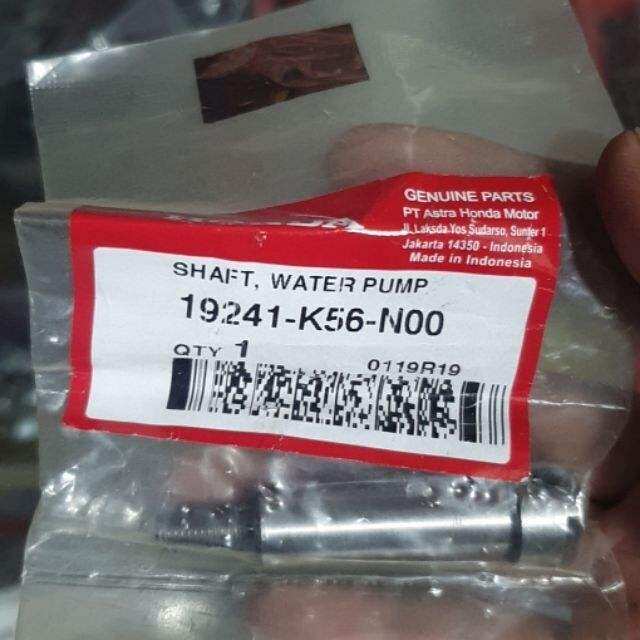 GENUINE PARTS
PT Astra Honda Motor
Jl. Laksda Yos Sudarso, Sunter 1
Jakarta 14350 - Indonesia
Made in Indonesia
SHAFT, WATER PUMP
19241-K56-N00
QTY 1
0119R19